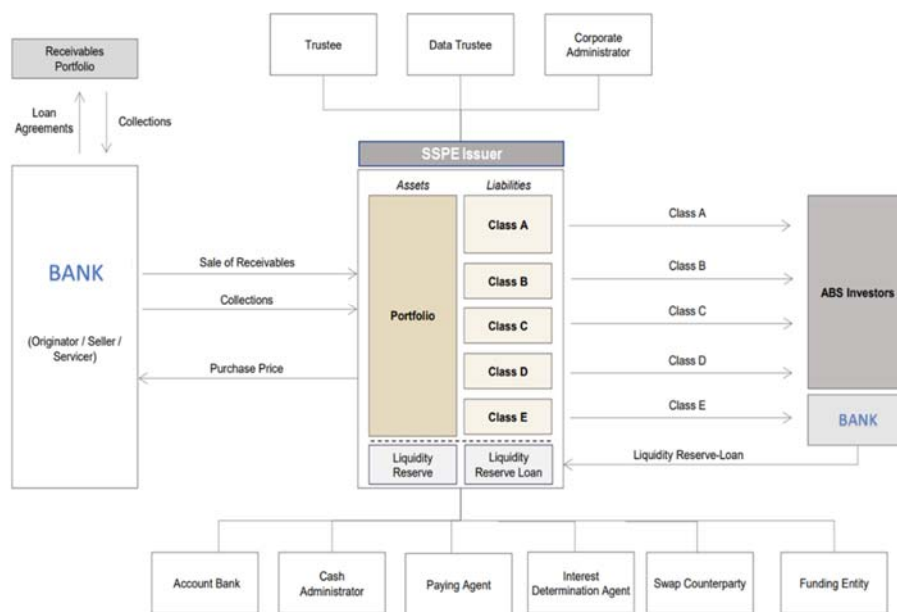 Trustee
Data Trustee
Corporate
Administrator
Receivables
Portfolio
Loan
Agreements
Collections
SSPE Issuer
Assets
Liabilities
Class A
Class B
Class C
Class D
Class E
Portfolio
Liquidity
Reserve
Liquidity
Reserve Loan
BANK
(Originator / Seller /
Servicer)
Sale of Receivables
Collections
Purchase Price
Class A
Class B
Class C
Class D
Class E
ABS Investors
BANK
Liquidity Reserve-Loan
Account Bank
Cash
Administrator
Paying Agent
Interest
Determination Agent
Swap Counterparty
Funding Entity